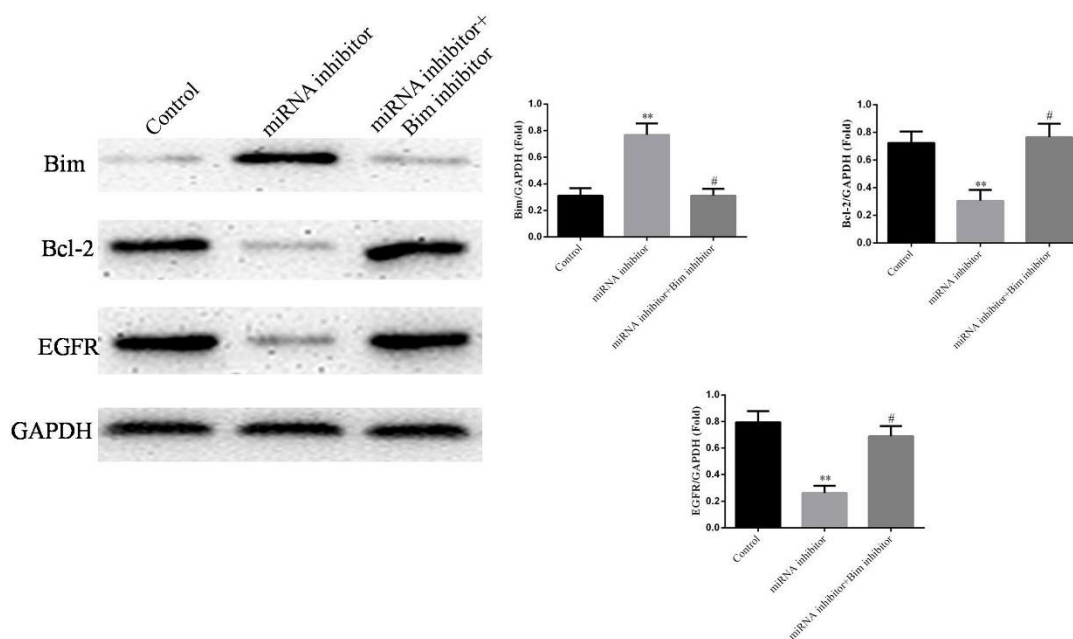 Control
miRNA inhibitor
miRNA inhibitor+
Bim inhibitor
Bim
Bcl-2
EGFR
GAPDH
Bim/GAPDH (Fold)
1.0
0.8
0.6
0.4
0.2
0.0
**
#
Control
miRNA inhibitor
miRNA inhibitor+Bim inhibitor
Bcl-2/GAPDH (Fold)
1.0
0.8
0.6
0.4
0.2
0.0
**
#
Control
miRNA inhibitor
miRNA inhibitor+Bim inhibitor
EGFR/GAPDH (Fold)
1.0
0.8
0.6
0.4
0.2
0.0
**
#
Control
miRNA inhibitor
miRNA inhibitor+Bim inhibitor